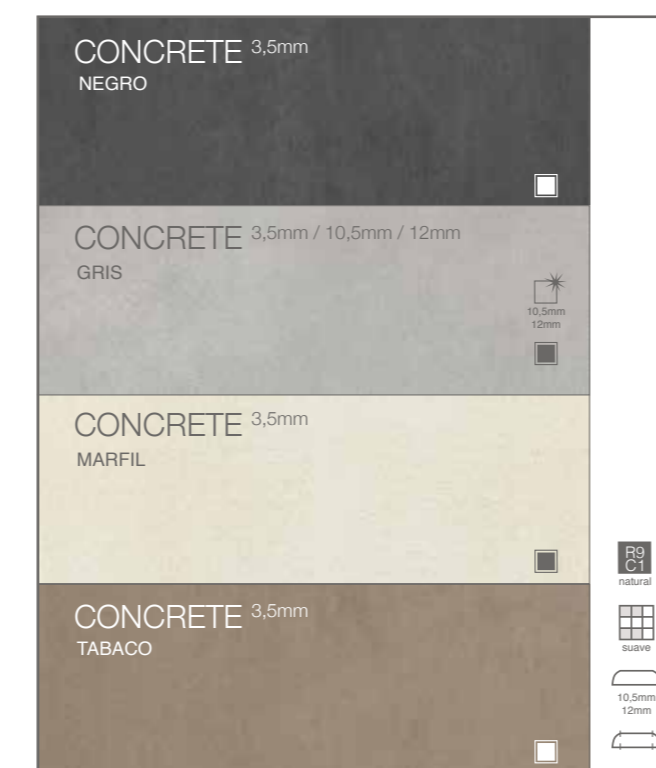 CONCRETE 3,5mm
NEGRO
CONCRETE 3,5mm / 10,5mm / 12mm
GRIS
10,5mm
12mm
CONCRETE 3,5mm
MARFIL
CONCRETE 3,5mm
TABACO
R9
C1
natural
suave
10,5mm
12mm